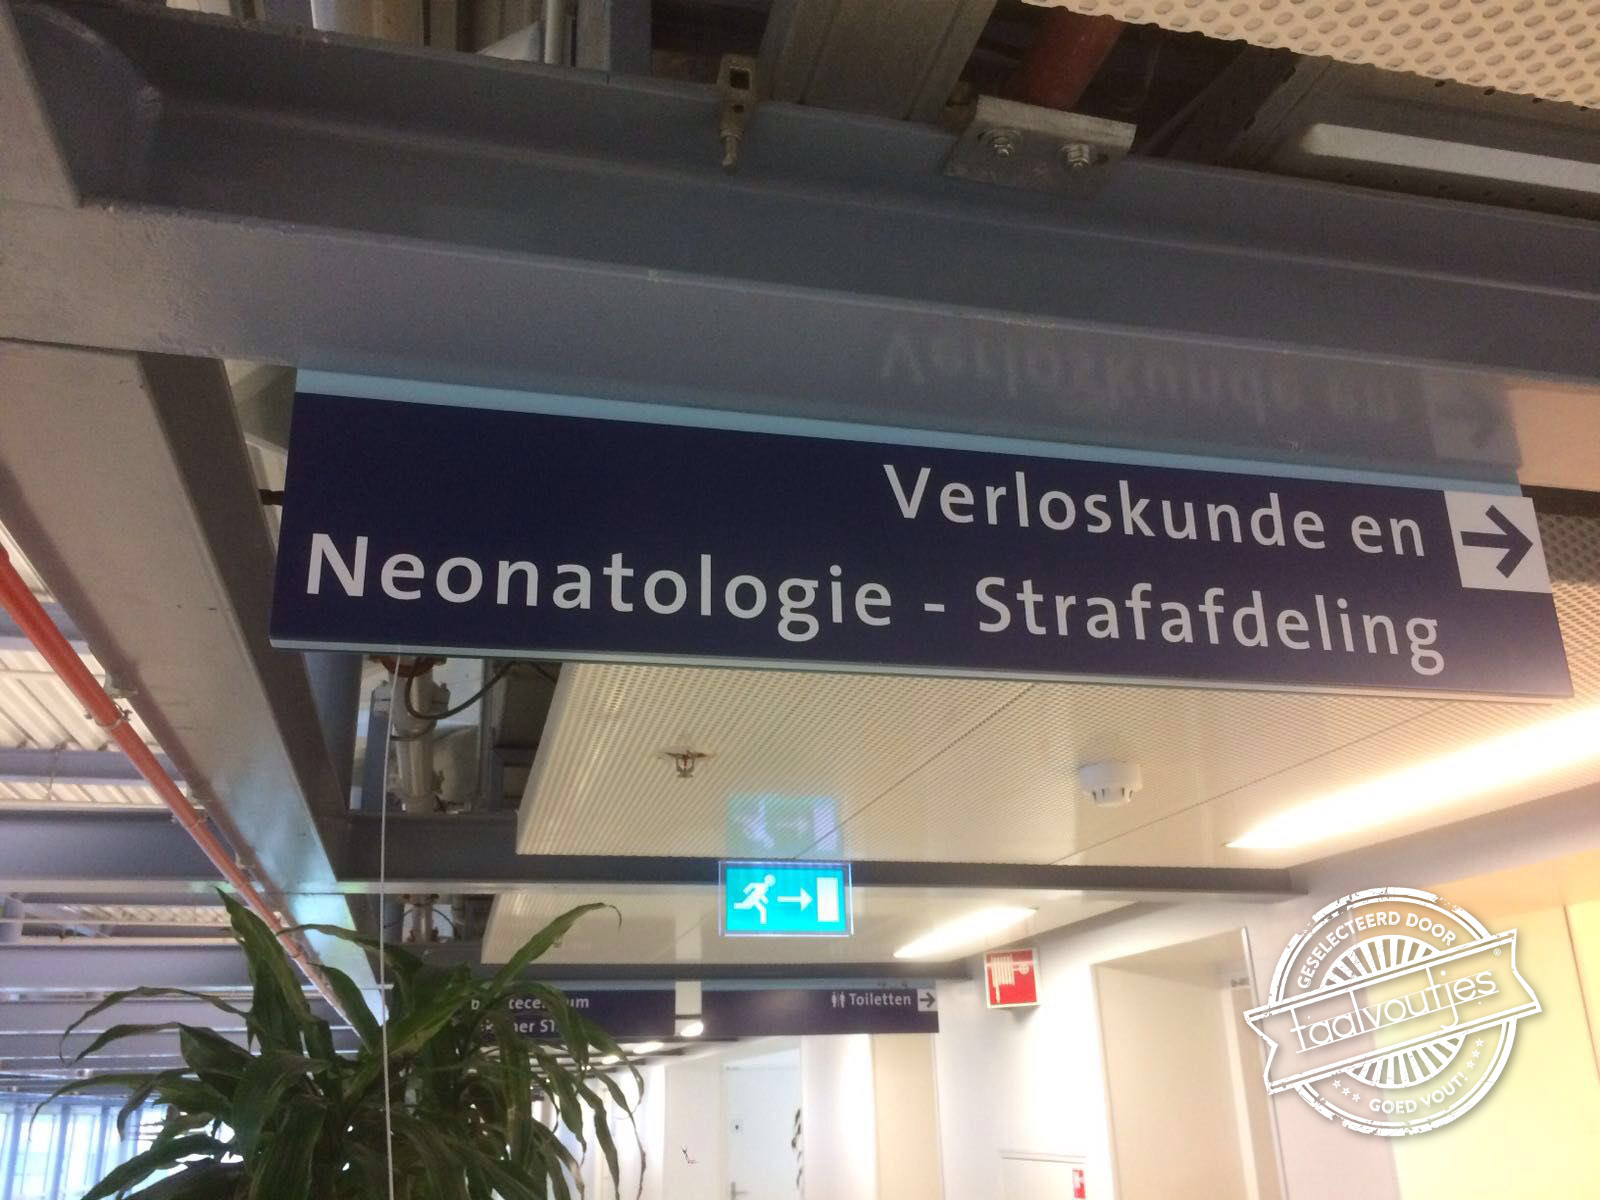 Verloskunde en
Neonatologie - Strafafdeling
Toiletten
GESELECTEERD DOOR
taalvoutjes
GOED VOUT!